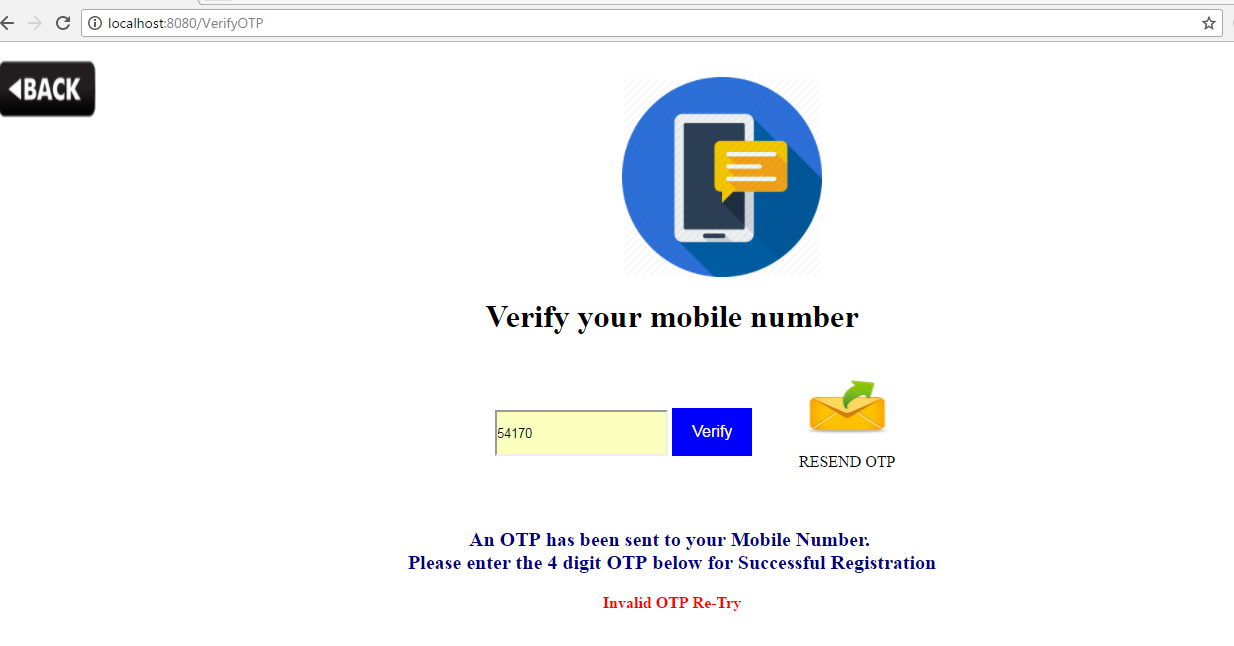 localhost:8080/VerifyOTP
BACK
Verify your mobile number
54170
Verify
RESEND OTP
An OTP has been sent to your Mobile Number.
Please enter the 4 digit OTP below for Successful Registration
Invalid OTP Re-Try